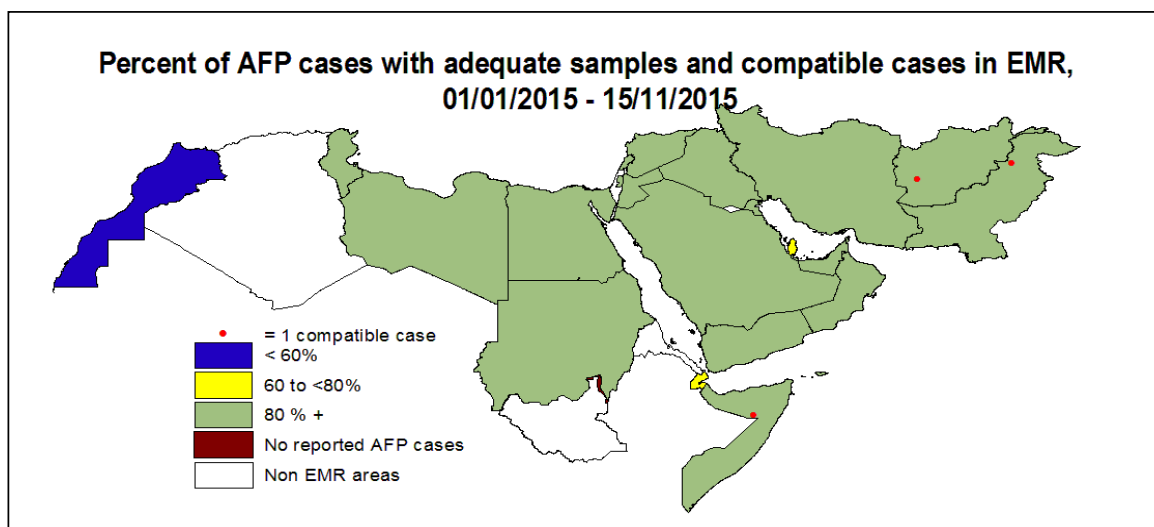 Percent of AFP cases with adequate samples and compatible cases in EMR,
01/01/2015 - 15/11/2015
= 1 compatible case
< 60%
60 to <80%
80 % +
No reported AFP cases
Non EMR areas